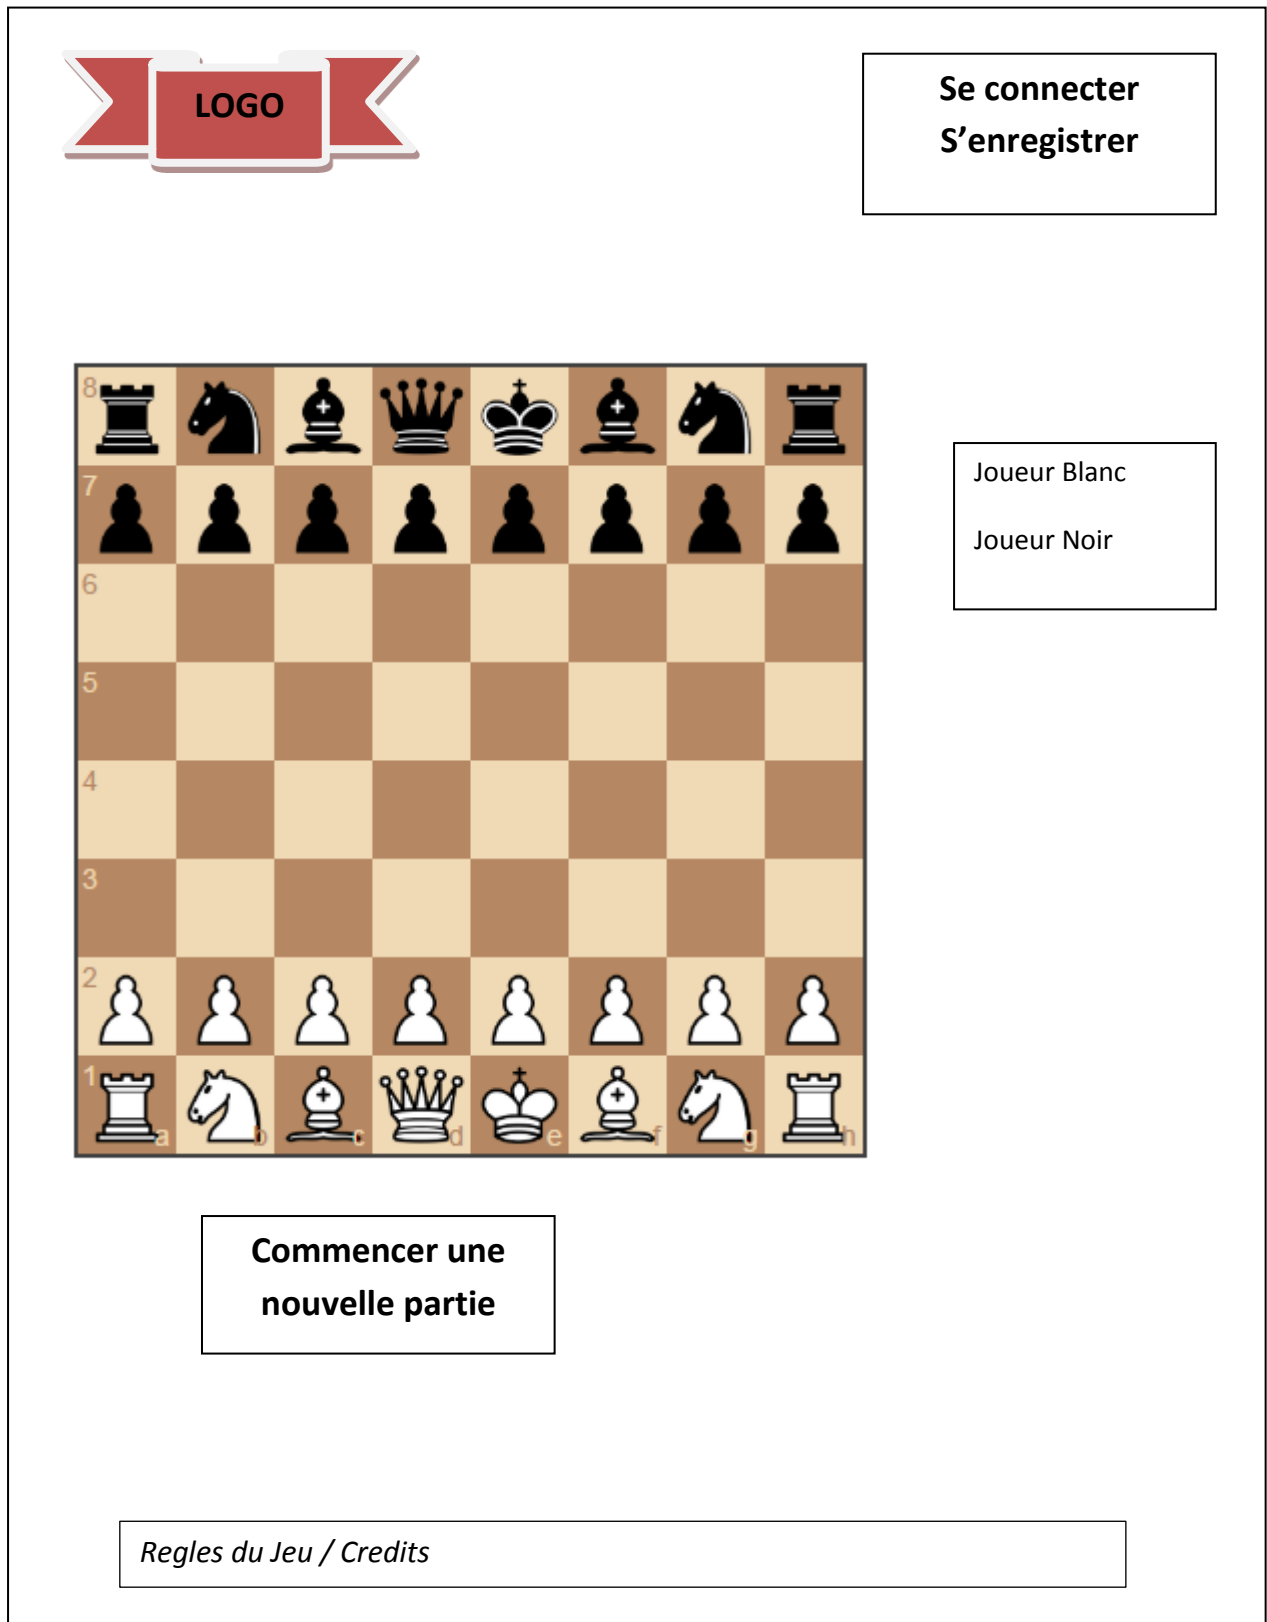 LOGO
Se connecter
S’enregistrer
8
7
6
5
4
3
2
1
a b c d e f g h
Joueur Blanc
Joueur Noir
Commencer une
nouvelle partie
Regles du Jeu / Credits